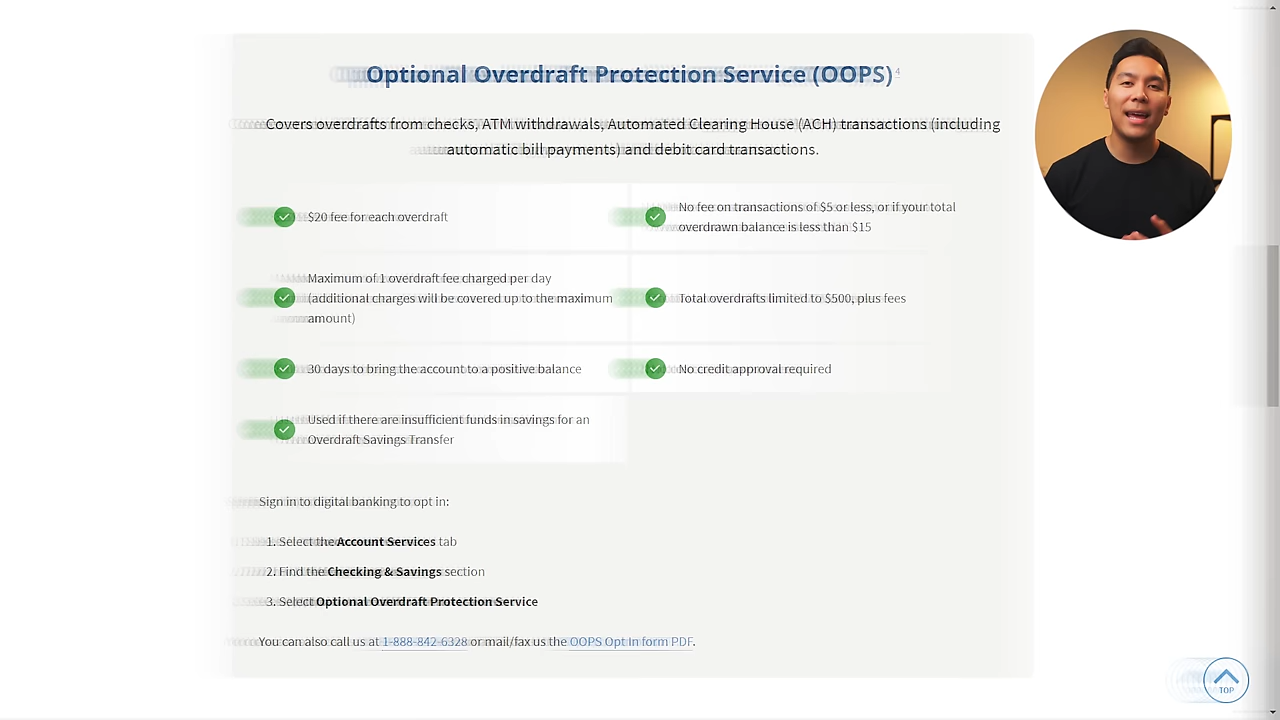 Optional Overdraft Protection Service (OOPS) 4
Covers overdrafts from checks, ATM withdrawals, Automated Clearing House (ACH) transactions (including
automatic bill payments) and debit card transactions.
$20 fee for each overdraft
No fee on transactions of $5 or less, or if your total
overdrawn balance is less than $15
Maximum of 1 overdraft fee charged per day
(additional charges will be covered up to the maximum
amount)
Total overdrafts limited to $500, plus fees
30 days to bring the account to a positive balance
No credit approval required
Used if there are insufficient funds in savings for an
Overdraft Savings Transfer
Sign in to digital banking to opt in:
1. Select the Account Services tab
2. Find the Checking & Savings section
3. Select Optional Overdraft Protection Service
You can also call us at 1-888-842-6328 or mail/fax us the OOPS Opt In form PDF.
TOP